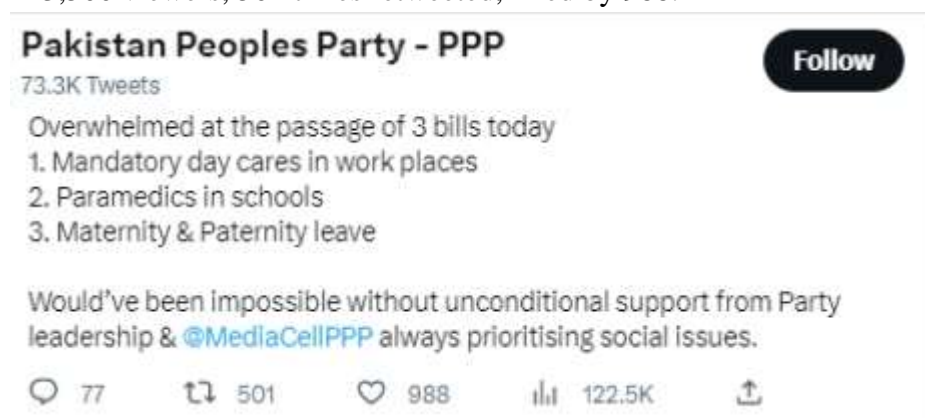 Pakistan Peoples Party - PPP
Follow
73.3K Tweets
Overwhelmed at the passage of 3 bills today
1. Mandatory day cares in work places
2. Paramedics in schools
3. Maternity & Paternity leave
Would've been impossible without unconditional support from Party
leadership & @MediaCellPPP always prioritising social issues.
77 501 988 122.5K